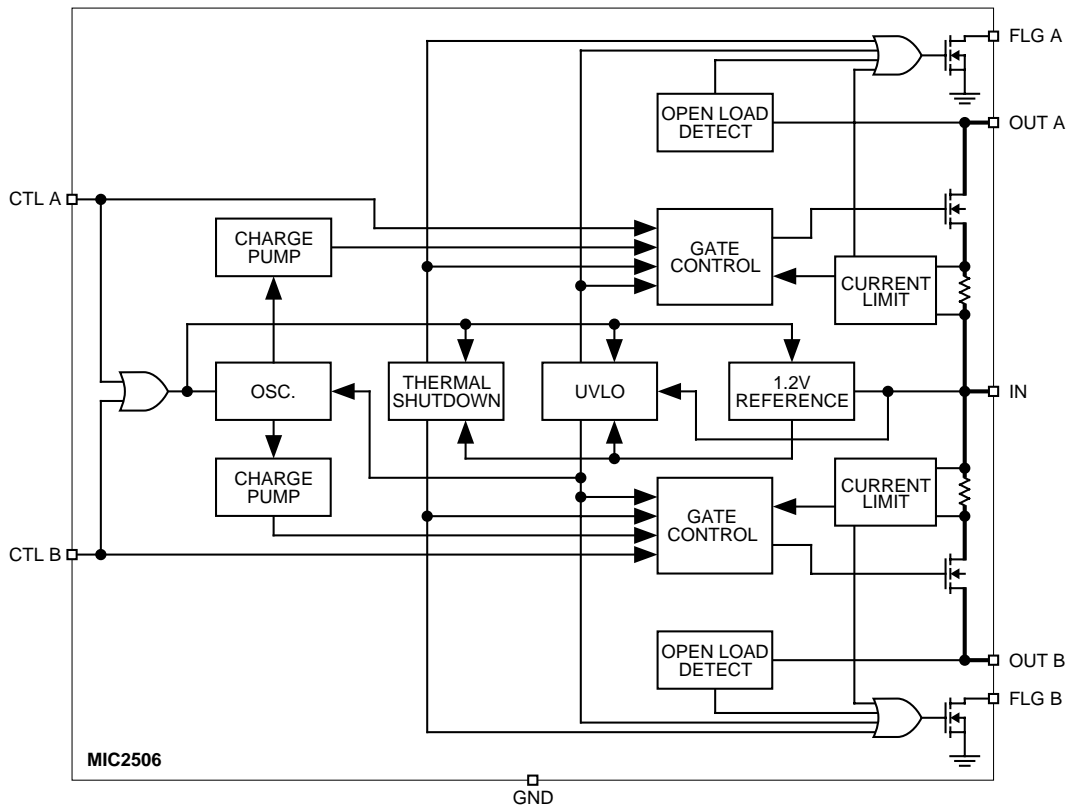 FLG A
OPEN LOAD
DETECT
OUT A
CTL A
CHARGE
PUMP
GATE
CONTROL
CURRENT
LIMIT
OSC.
THERMAL
SHUTDOWN
UVLO
1.2V
REFERENCE
IN
CHARGE
PUMP
CURRENT
LIMIT
GATE
CONTROL
CTL B
OPEN LOAD
DETECT
OUT B
FLG B
MIC2506
GND